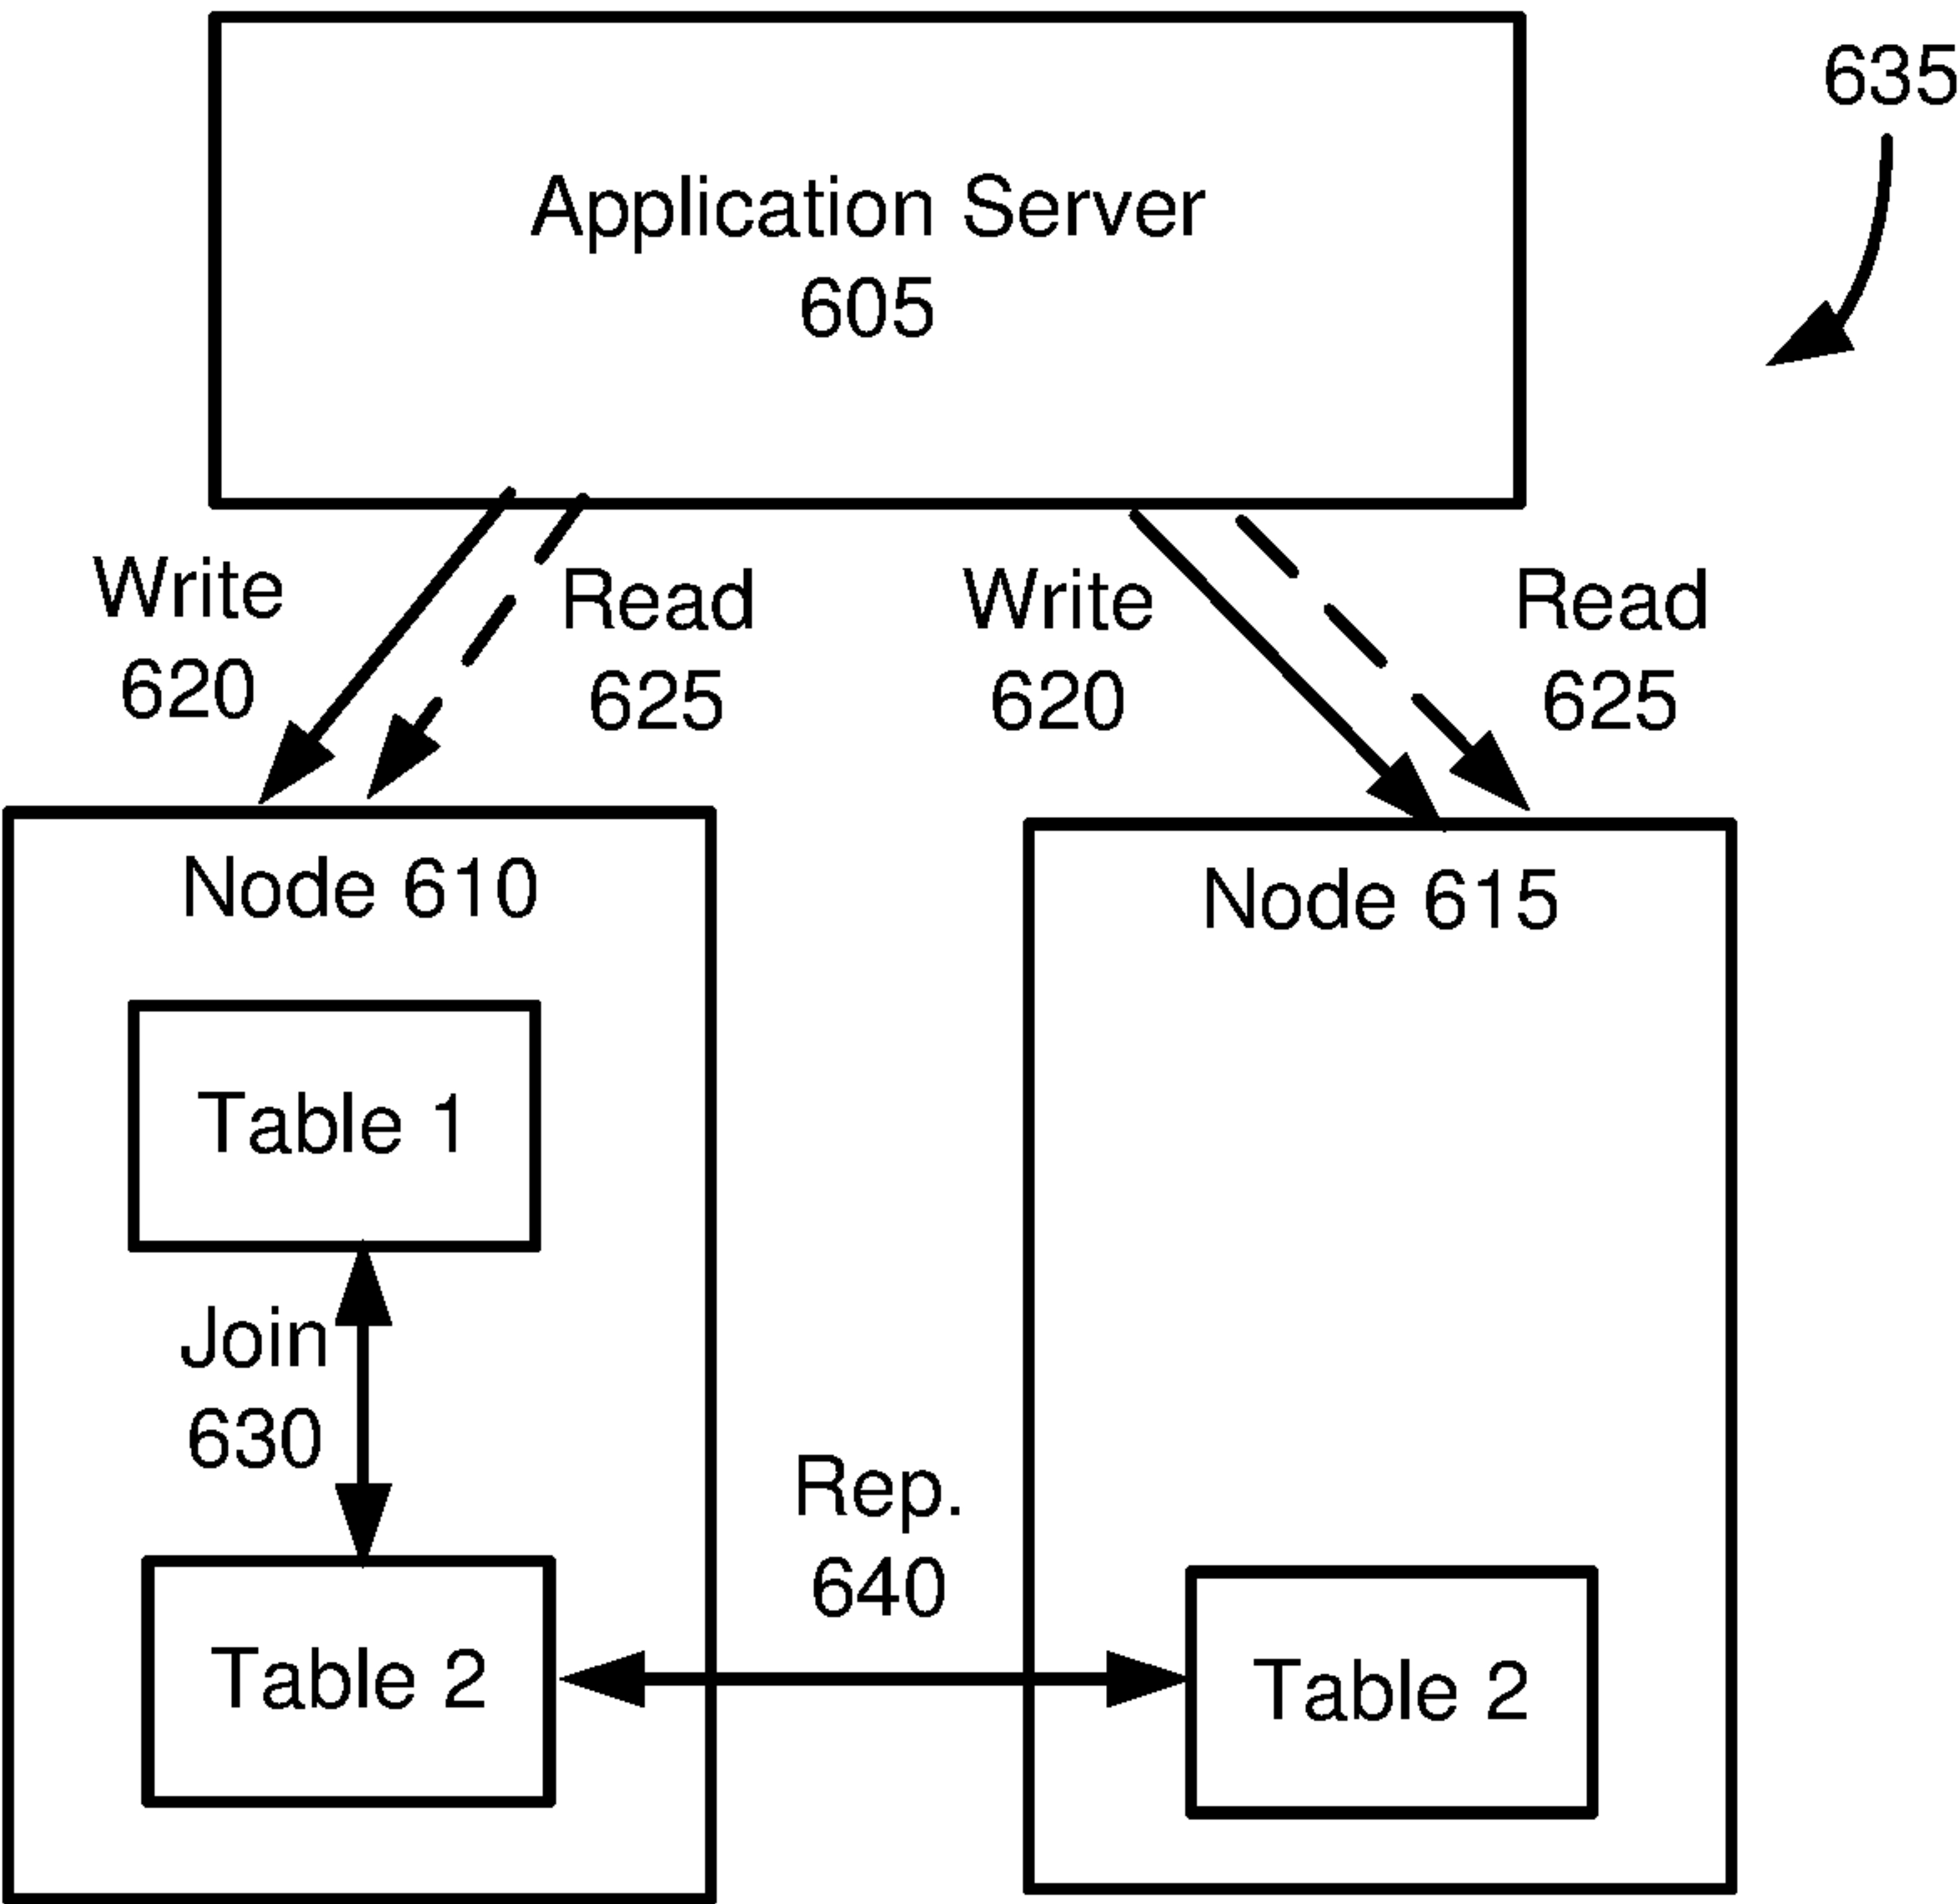 635
Application Server
605
Write
620
Read
625
Write
620
Read
625
Node 610
Table 1
Join
630
Table 2
Rep.
640
Node 615
Table 2